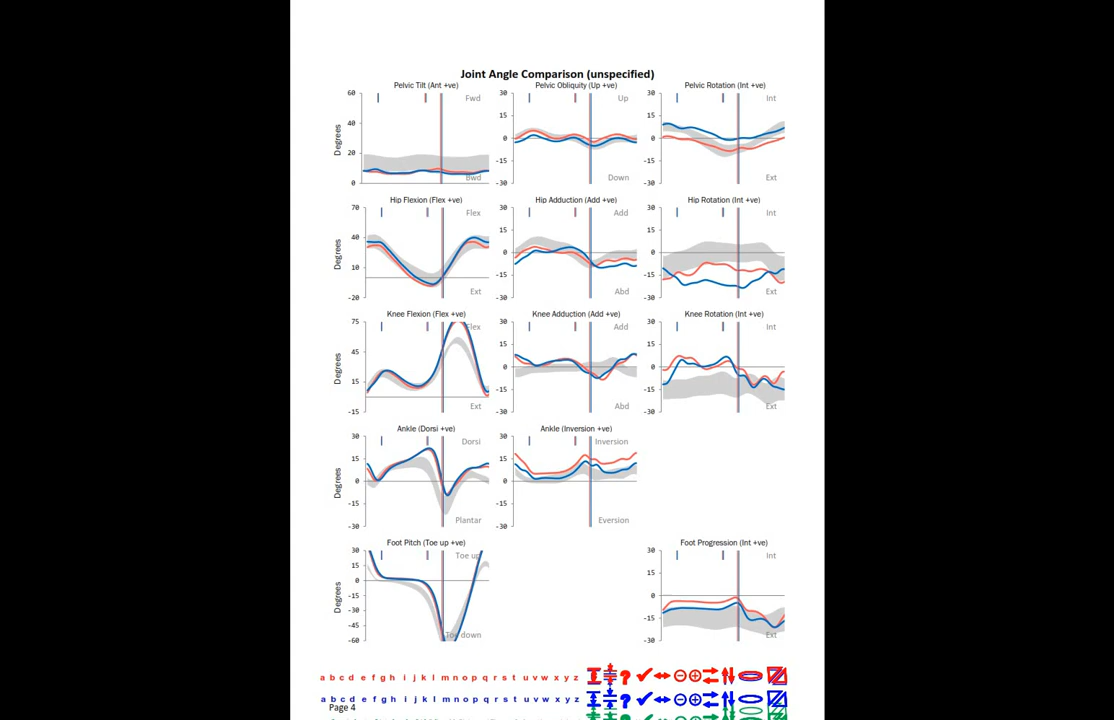 Joint Angle Comparison (unspecified)
Pelvic Tilt (Ant +ve) Pelvic Obliquity (Up +ve) Pelvic Rotation (Int +ve)
60 Fwd 30 Up 30 Int
40 15 15
Degrees
20 0 0
-15 -15
0 Bwd -30 Down -30 Ext
Hip Flexion (Flex +ve) Hip Adduction (Add +ve) Hip Rotation (Int +ve)
70 Flex 30 Add 30 Int
40 15 15
Degrees
10 0 0
-15 -15
-20 Ext -30 Abd -30 Ext
Knee Flexion (Flex +ve) Knee Adduction (Add +ve) Knee Rotation (Int +ve)
75 Flex 30 Add 30 Int
45 15 15
Degrees
15 0 0
-15 -15
-15 Ext -30 Abd -30 Ext
Ankle (Dorsi +ve) Ankle (Inversion +ve)
30 Dorsi 30 Inversion
15 15
Degrees
0 0
-15 -15
-30 Plantar -30 Eversion
Foot Pitch (Toe up +ve) Foot Progression (Int +ve)
30 Toe up 30 Int
15 15
0
Degrees
-15 0
-30
-45 -15
-60 Toe down -30 Ext
a b c d e f g h i j k l m n o p q r s t u v w x y z ?
a b c d e f g h i j k l m n o p q r s t u v w x y z ?
Page 4